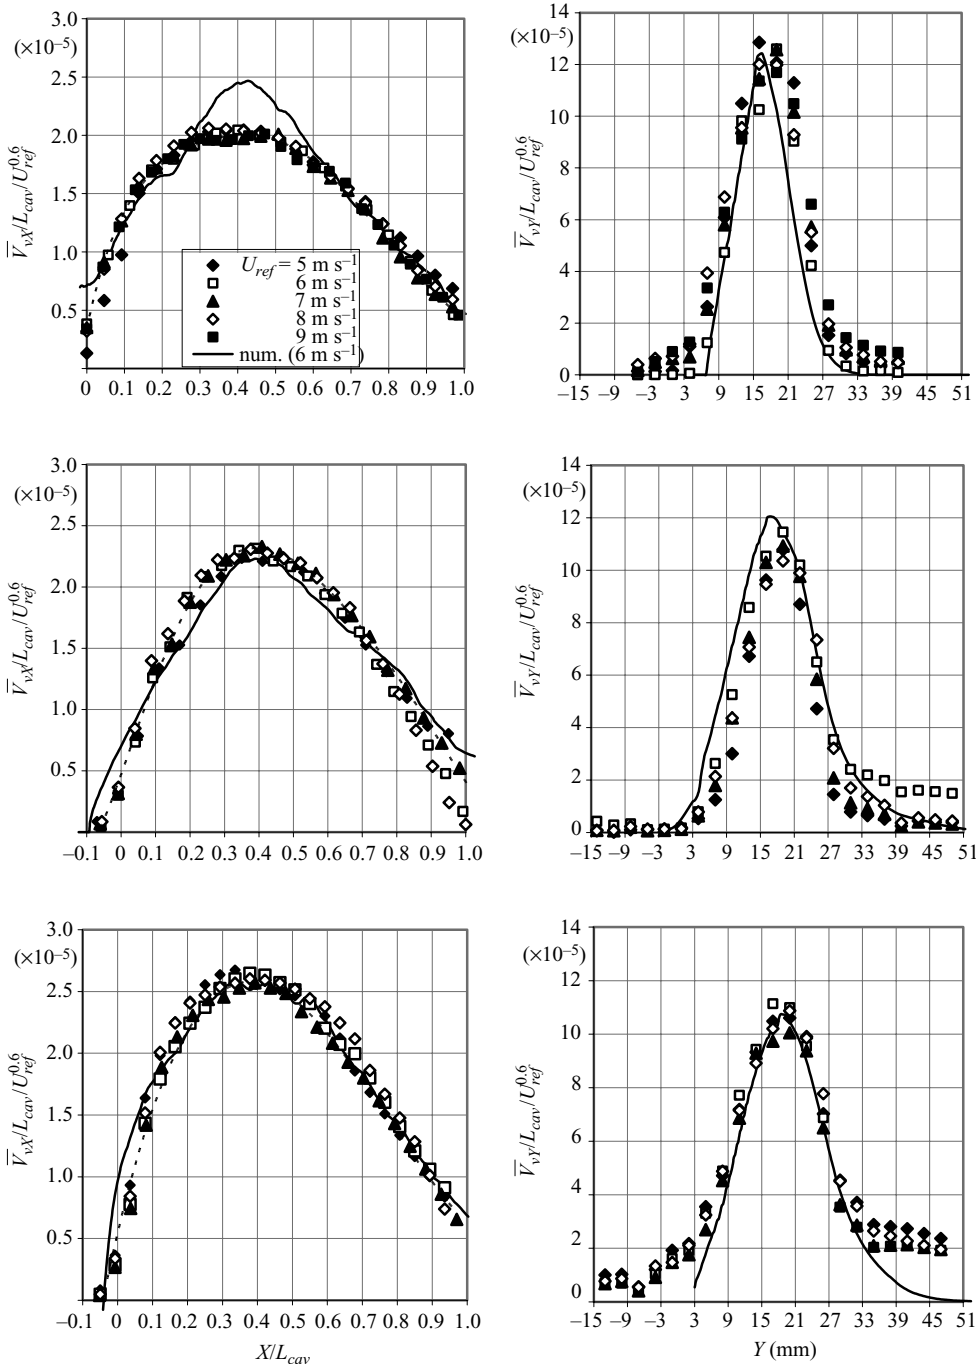 3.0
(×10–5)
2.5
2.0
1.5
1.0
0.5
V̅vX/Lcav/U0.6ref
Uref = 5 m s–1
6 m s–1
7 m s–1
8 m s–1
9 m s–1
num. (6 m s–1)
0 0.1 0.2 0.3 0.4 0.5 0.6 0.7 0.8 0.9 1.0
14
(×10–5)
12
10
8
6
4
2
0
V̅vY/Lcav/U0.6ref
–15 –9 –3 3 9 15 21 27 33 39 45 51
3.0
(×10–5)
2.5
2.0
1.5
1.0
0.5
V̅vX/Lcav/U0.6ref
–0.1 0 0.1 0.2 0.3 0.4 0.5 0.6 0.7 0.8 0.9 1.0
14
(×10–5)
12
10
8
6
4
2
0
V̅vY/Lcav/U0.6ref
–15 –9 –3 3 15 21 27 33 39 45 51
3.0
(×10–5)
2.5
2.0
1.5
1.0
0.5
V̅vX/Lcav/U0.6ref
–0.1 0 0.1 0.2 0.3 0.4 0.5 0.6 0.7 0.8 0.9 1.0
X/Lcav
14
(×10–5)
12
10
8
6
4
2
0
V̅vY/Lcav/U0.6ref
–15 –9 –3 3 9 15 21 27 33 39 45 51
Y (mm)